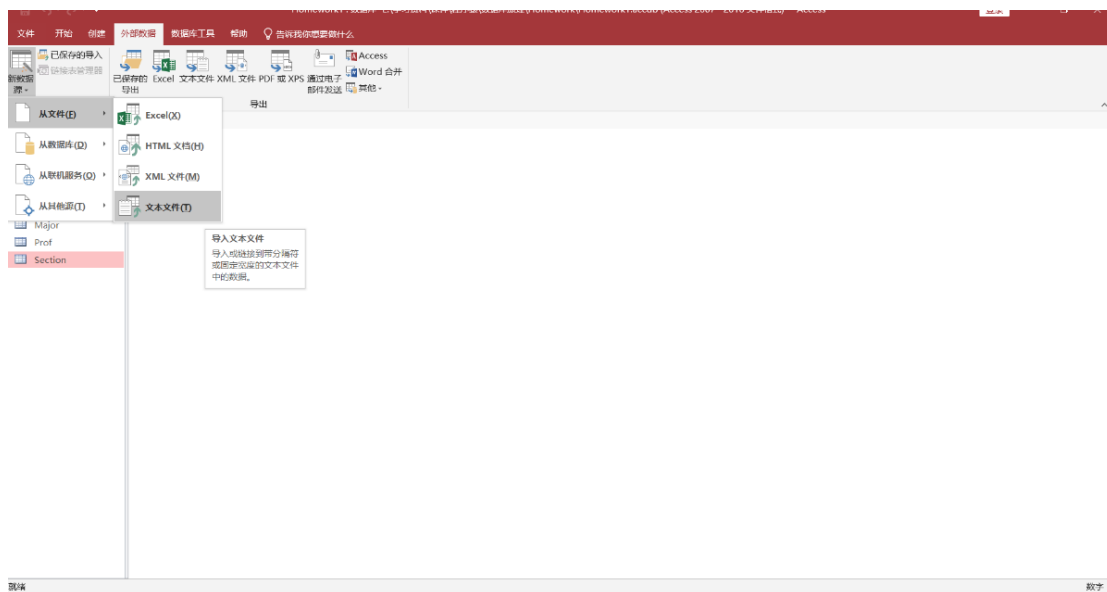 文件 开始 创建 外部数据 数据库工具 帮助 告诉我你想要做什么
已保存的导入
链接表管理器
新数据
源
已保存的
导出
Excel 文本文件 XML 文件 PDF 或 XPS 通过电子
邮件发送
Access
Word 合并
其他
导出
从文件(F)
从数据库(D)
从联机服务(O)
从其他源(T)
Excel(X)
HTML 文档(H)
XML 文件(M)
文本文件(T)
Major
Prof
Section
导入文本文件
导入或链接到带分隔符
或固定宽度的文本文件
中的数据。
就绪
数字